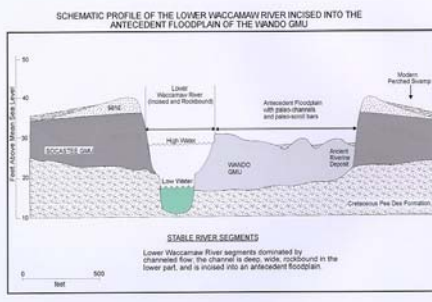 SCHEMATIC PROFILE OF THE LOWER WACCAMAW RIVER INCISED INTO THE
ANTECEDENT FLOODPLAIN OF THE WANDO GMU
50
40
30
20
10
Feet Above Mean Sea Level
Lower
Waccamaw River
(Incised and Rockbound)
Antecedent Floodplain
with paleo-channels
and paleo-scroll bars
Modern
Perched Swamp
High Water
SOCASTEE GMU
WANDO
GMU
Ancient
Riverine
Deposit
Low Water
Cretaceous Pee Dee Formation
STABLE RIVER SEGMENTS
Lower Waccamaw River segments dominated by
channeled flow; the channel is deep, wide, rockbound in the
lower part, and is incised into an antecedent floodplain.
0
500
feet